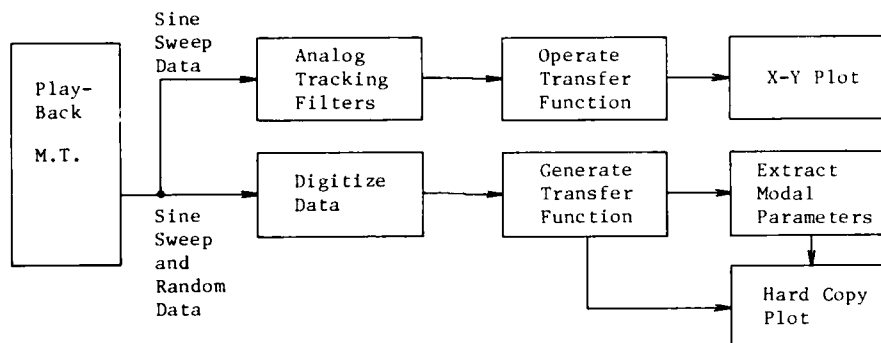 Sine
Sweep
Data
Analog
Tracking
Filters
Operate
Transfer
Function
X-Y Plot
Play-
Back
M.T.
Digitize
Data
Generate
Transfer
Function
Extract
Modal
Parameters
Sine
Sweep
and
Random
Data
Hard Copy
Plot